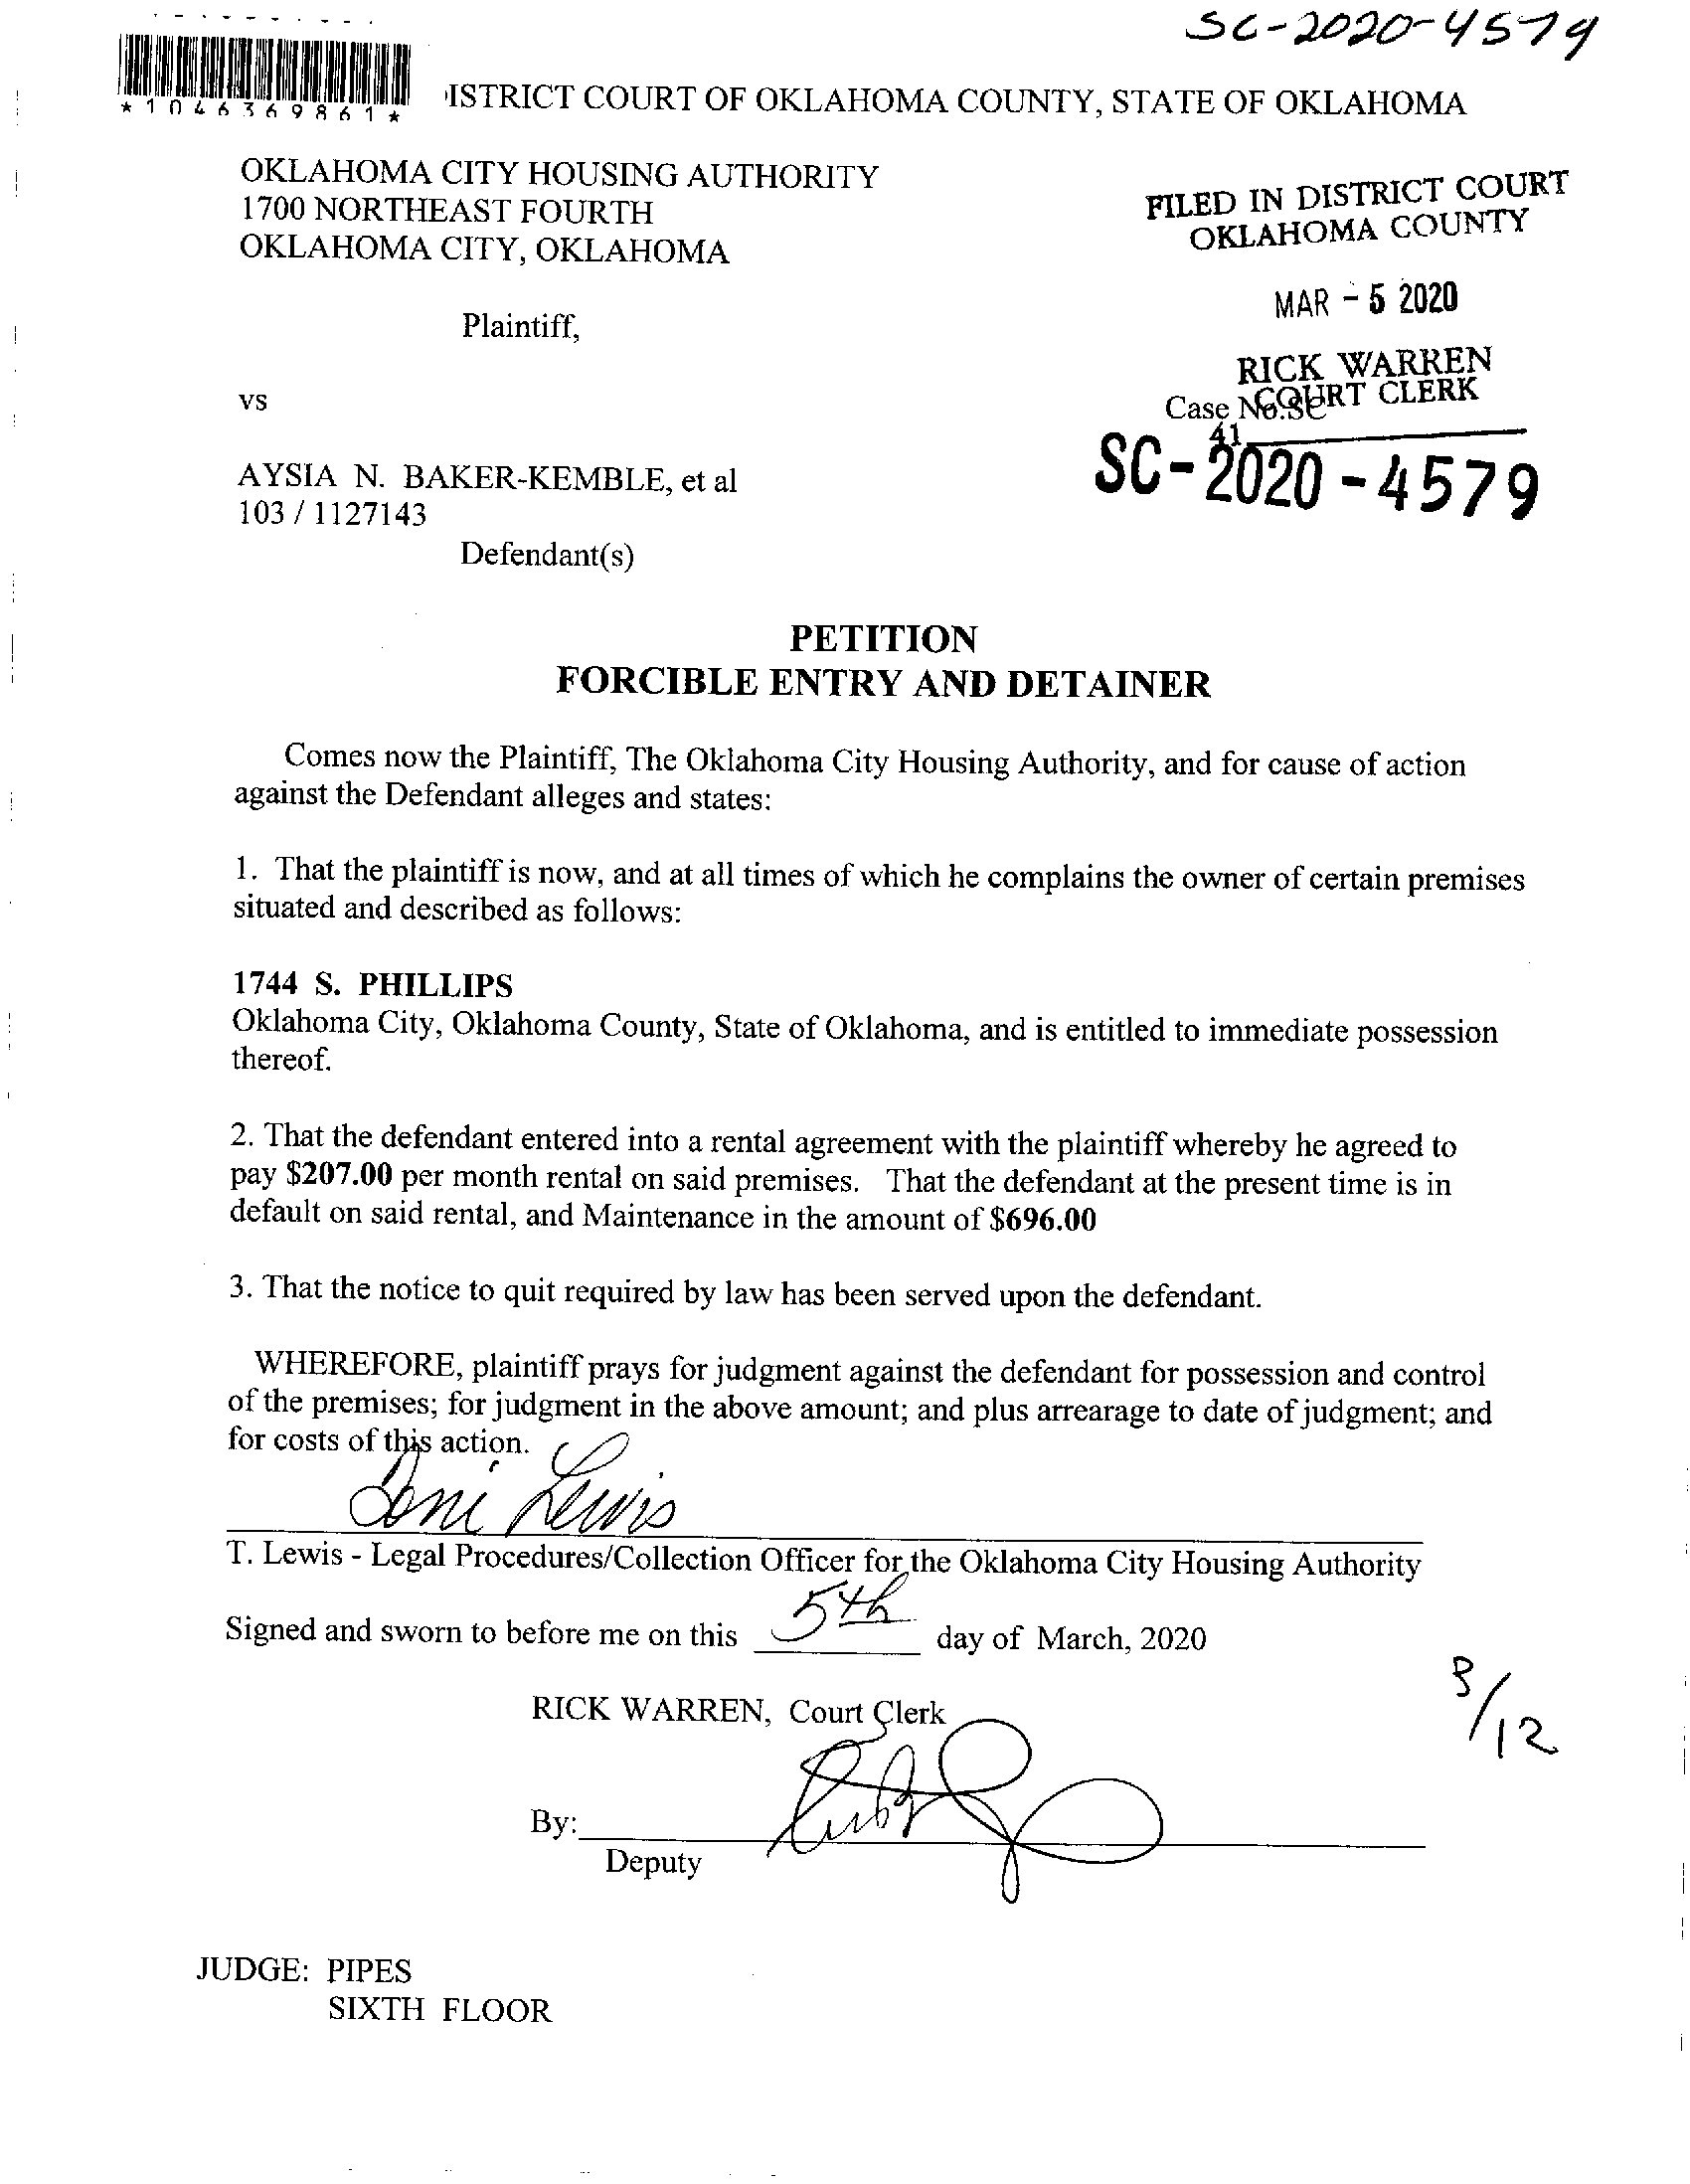 SC-2020-4579
*1046369861*
ISTRICT COURT OF OKLAHOMA COUNTY, STATE OF OKLAHOMA
OKLAHOMA CITY HOUSING AUTHORITY
1700 NORTHEAST FOURTH
OKLAHOMA CITY, OKLAHOMA
FILED IN DISTRICT COURT
OKLAHOMA COUNTY
MAR - 5 2020
Plaintiff,
RICK WARREN
COURT CLERK
vs
Case No.SC
41
SC-2020-4579
AYSIA N. BAKER-KEMBLE, et al
103 / 1127143
Defendant(s)
PETITION
FORCIBLE ENTRY AND DETAINER
Comes now the Plaintiff, The Oklahoma City Housing Authority, and for cause of action
against the Defendant alleges and states:
1. That the plaintiff is now, and at all times of which he complains the owner of certain premises
situated and described as follows:
1744 S. PHILLIPS
Oklahoma City, Oklahoma County, State of Oklahoma, and is entitled to immediate possession
thereof.
2. That the defendant entered into a rental agreement with the plaintiff whereby he agreed to
pay $207.00 per month rental on said premises. That the defendant at the present time is in
default on said rental, and Maintenance in the amount of $696.00
3. That the notice to quit required by law has been served upon the defendant.
WHEREFORE, plaintiff prays for judgment against the defendant for possession and control
of the premises; for judgment in the above amount; and plus arrearage to date of judgment; and
for costs of this action.
Toni Lewis
T. Lewis - Legal Procedures/Collection Officer for the Oklahoma City Housing Authority
Signed and sworn to before me on this 5th day of March, 2020
3/12
RICK WARREN, Court Clerk
By:
Deputy
JUDGE: PIPES
SIXTH FLOOR